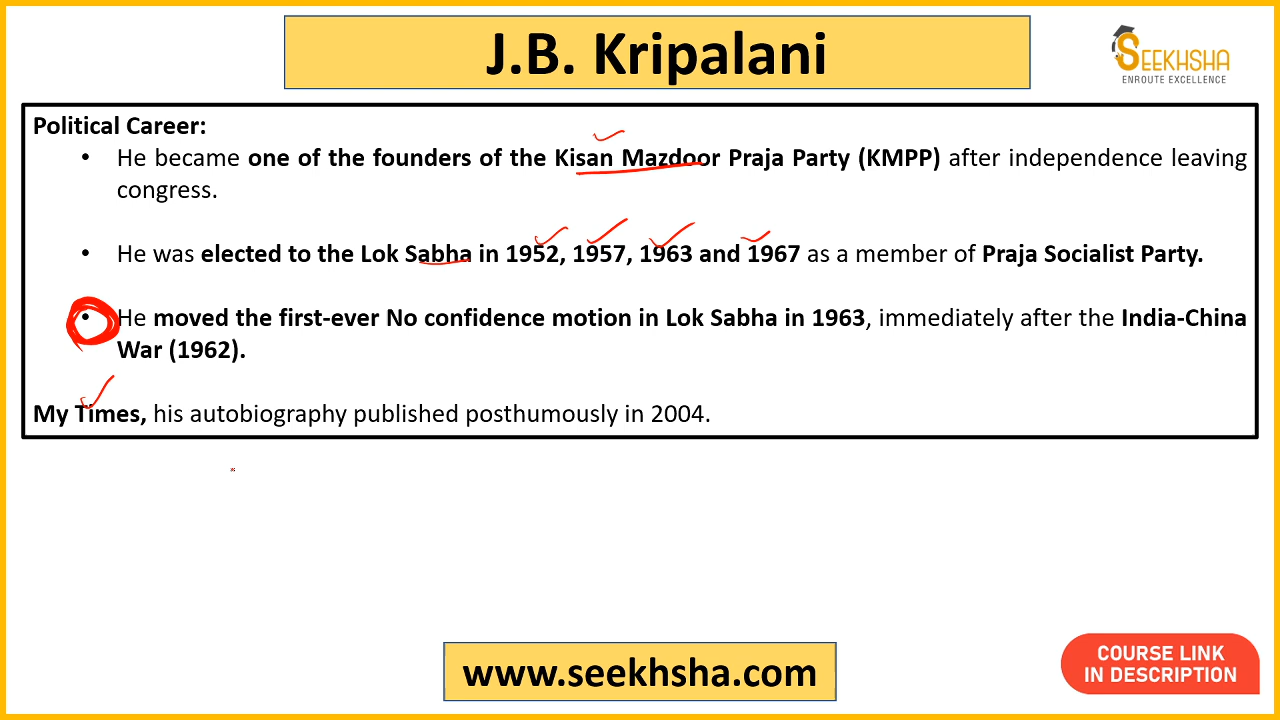 J.B. Kripalani
SEEKHSHA
ENROUTE EXCELLENCE
Political Career:
• He became one of the founders of the Kisan Mazdoor Praja Party (KMPP) after independence leaving
congress.
• He was elected to the Lok Sabha in 1952, 1957, 1963 and 1967 as a member of Praja Socialist Party.
• He moved the first-ever No confidence motion in Lok Sabha in 1963, immediately after the India-China
War (1962).
My Times, his autobiography published posthumously in 2004.
www.seekhsha.com
COURSE LINK
IN DESCRIPTION